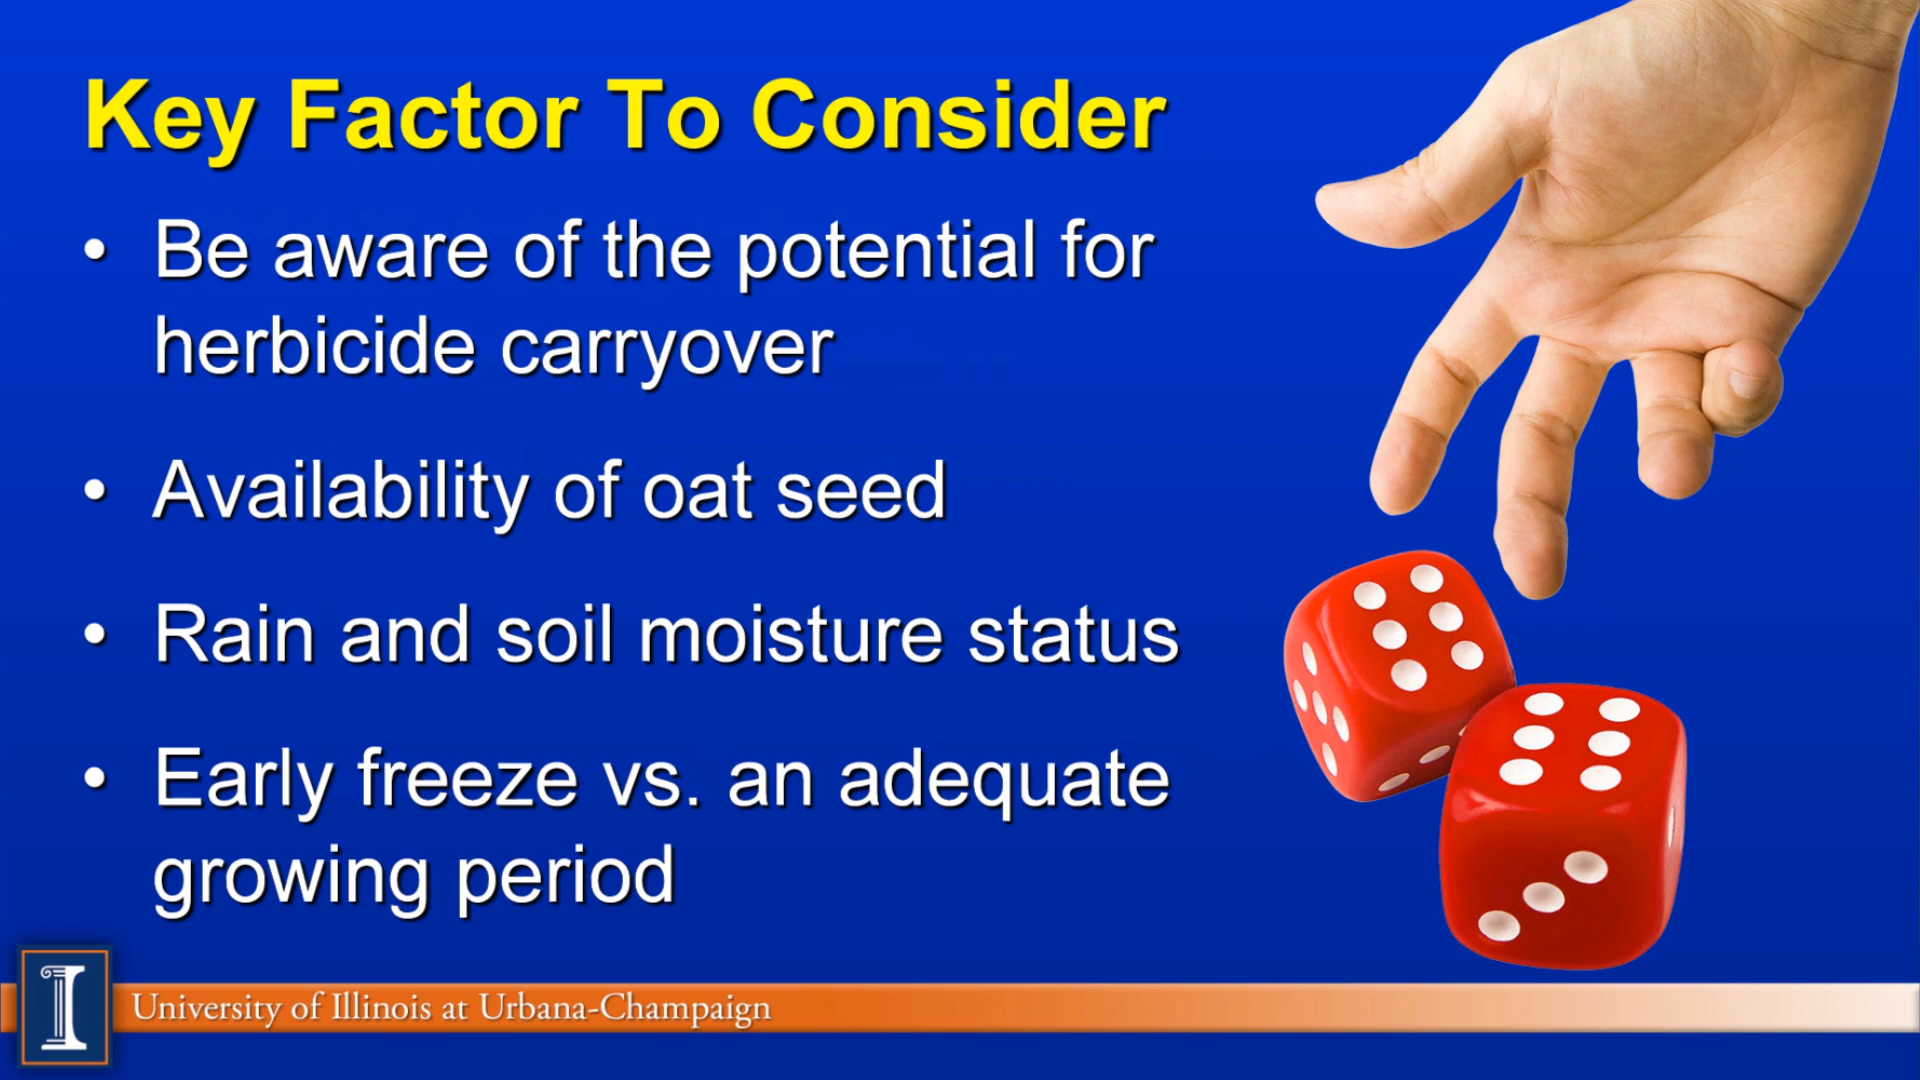 Key Factor To Consider
• Be aware of the potential for
herbicide carryover
• Availability of oat seed
• Rain and soil moisture status
• Early freeze vs. an adequate
growing period
I University of Illinois at Urbana-Champaign